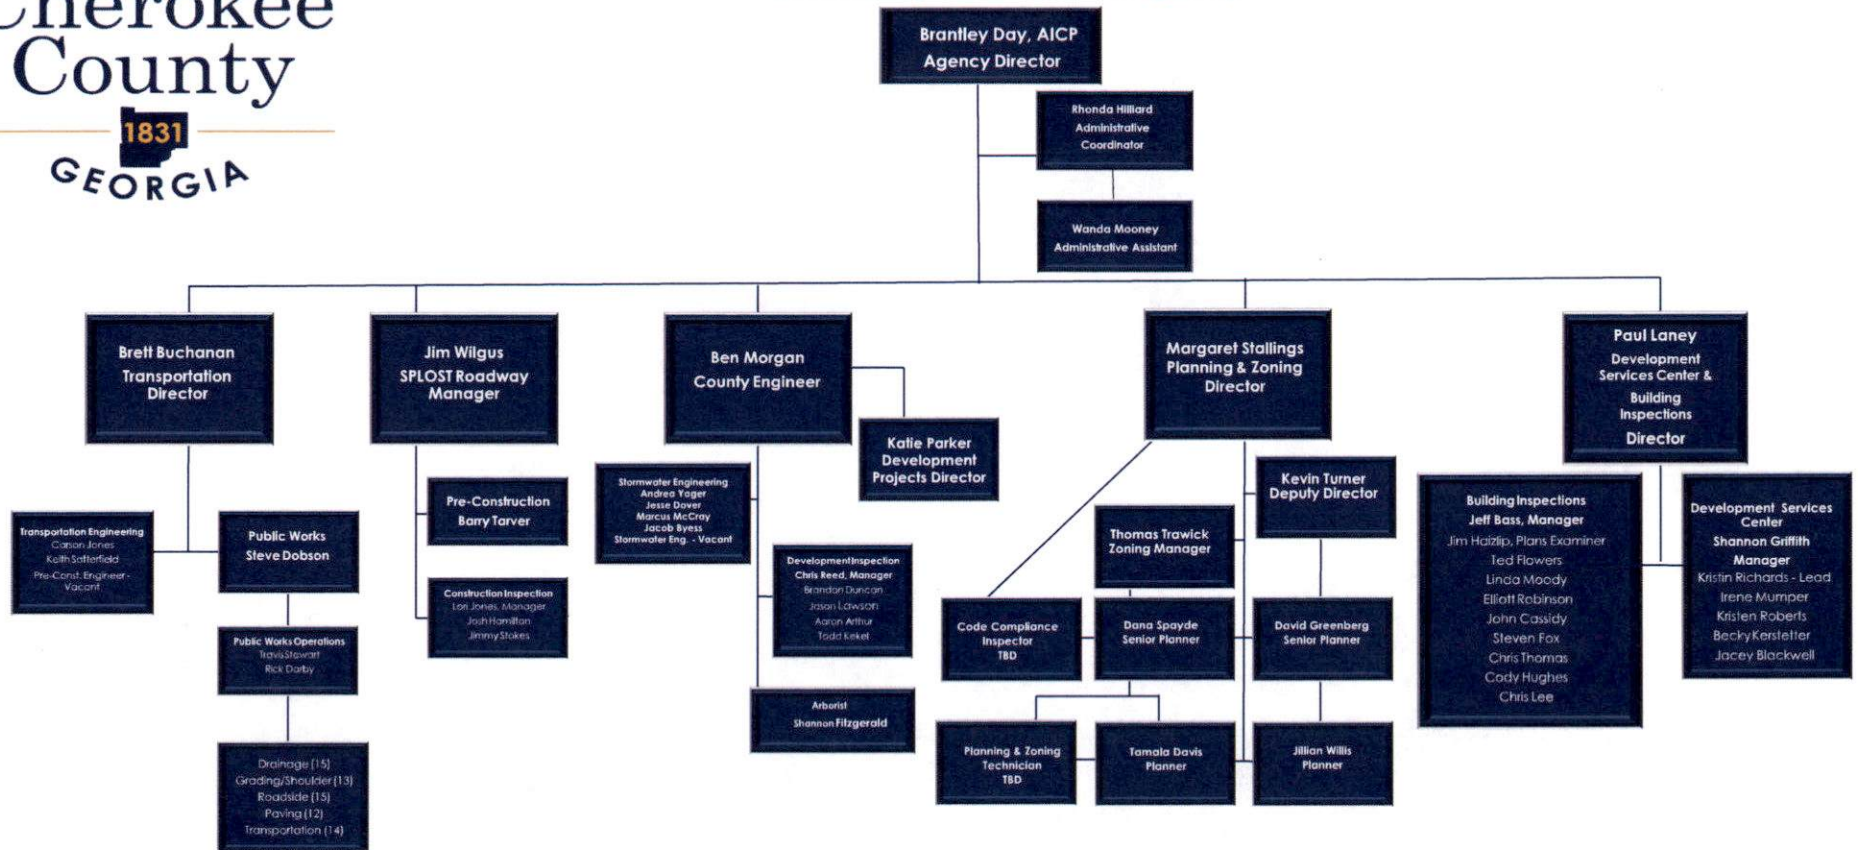 Cherokee
County
1831
GEORGIA
Brantley Day, AICP
Agency Director
Rhonda Hilliard
Administrative
Coordinator
Wanda Mooney
Administrative Assistant
Brett Buchanan
Transportation
Director
Jim Wilgus
SPLOST Roadway
Manager
Ben Morgan
County Engineer
Margaret Stallings
Planning & Zoning
Director
Paul Laney
Development
Services Center &
Building
Inspections
Director
Katie Parker
Development
Projects Director
Transportation Engineering
Carson Jones
Keith Satterfield
Pre-Const. Engineer -
Vacant
Public Works
Steve Dobson
Public Works Operations
Travis Stewart
Rick Darby
Drainage (15)
Grading/Shoulder (13)
Roadside (15)
Paving (12)
Transportation (14)
Pre-Construction
Barry Tarver
Construction Inspection
Lori Jones, Manager
Josh Hamilton
Jimmy Stokes
Stormwater Engineering
Andrea Yager
Jesse Dover
Marcus McCray
Jacob Byess
Stormwater Eng. - Vacant
Development Inspection
Chris Reed, Manager
Brandon Duncan
Jason Lawson
Aaron Arthur
Todd Kekel
Arborist
Shannon Fitzgerald
Kevin Turner
Deputy Director
Thomas Trawick
Zoning Manager
Code Compliance
Inspector
TBD
Dana Spayde
Senior Planner
David Greenberg
Senior Planner
Planning & Zoning
Technician
TBD
Tamala Davis
Planner
Jillian Willis
Planner
Building Inspections
Jeff Bass, Manager
Jim Haizlip, Plans Examiner
Ted Flowers
Linda Moody
Elliott Robinson
John Cassidy
Steven Fox
Chris Thomas
Cody Hughes
Chris Lee
Development Services
Center
Shannon Griffith
Manager
Kristin Richards - Lead
Irene Mumper
Kristen Roberts
Becky Kerstetter
Jacey Blackwell